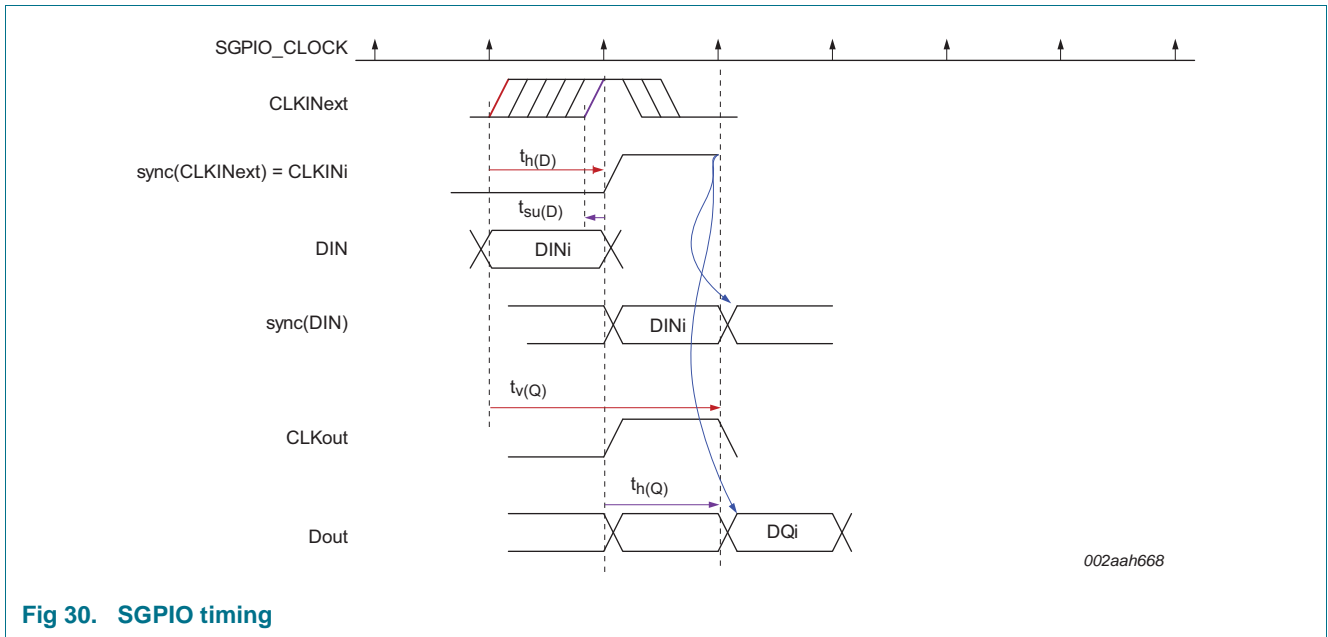 SGPIO_CLOCK
CLKINext
sync(CLKINext) = CLKINi
th(D)
tsu(D)
DIN
DINi
sync(DIN)
DINi
tv(Q)
CLKout
th(Q)
Dout
DQi
002aah668
Fig 30. SGPIO timing